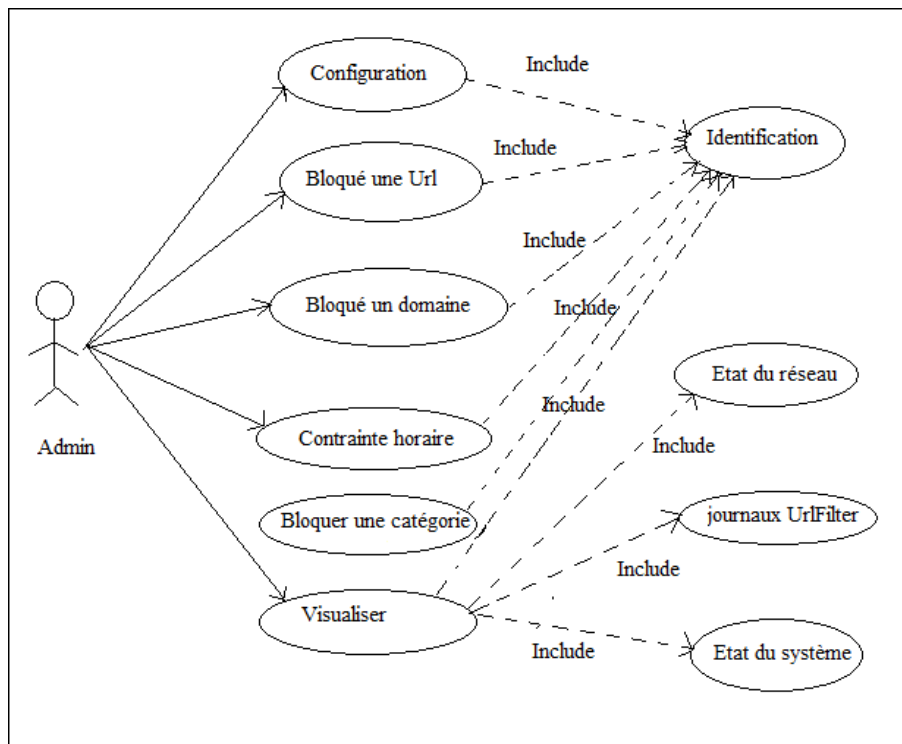 Configuration
Include
Identification
Include
Bloqué une Url
Include
Bloqué un domaine
Include
Etat du réseau
Include
Admin
Contrainte horaire
Include
journaux UrlFilter
Bloquer une catégorie
Include
Visualiser
Include
Etat du système